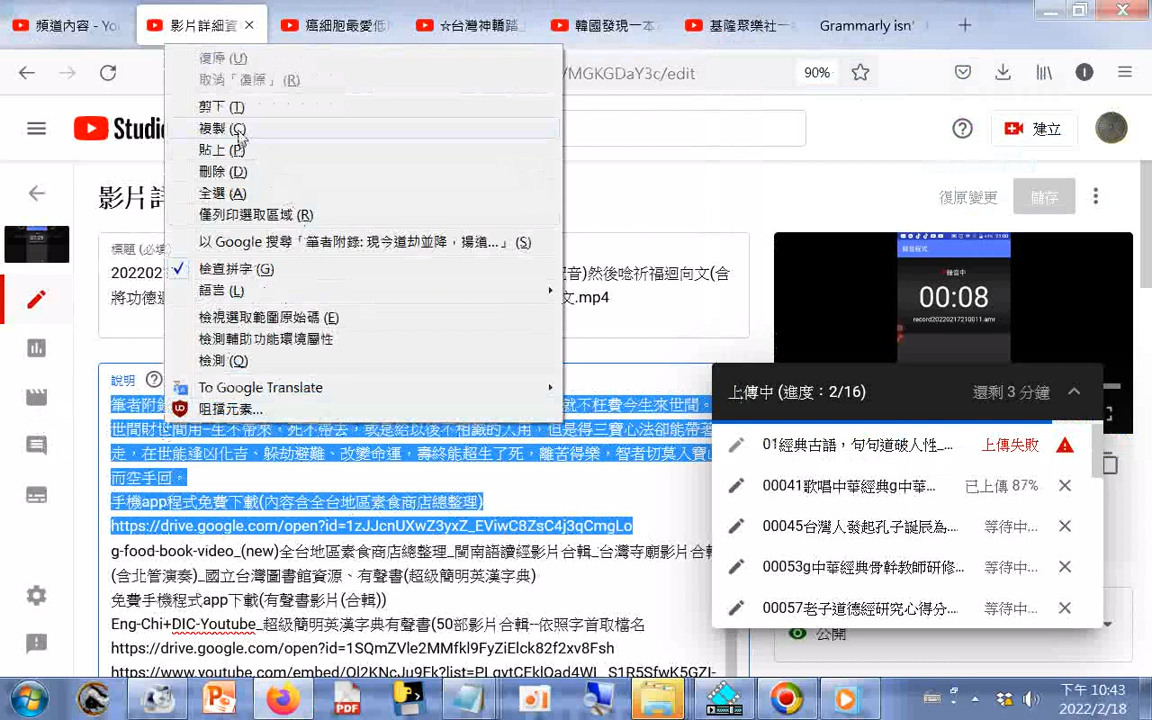 頻道內容 - Yo
影片詳細資
癌細胞最愛低
☆台灣神轎踏
韓國發現一本
基隆聚樂社一
Grammarly isn'
/MGKGDaY3c/edit
90%
復原 (U)
取消「復原」(R)
剪下 (T)
複製 (C)
貼上 (P)
刪除 (D)
全選 (A)
僅列印選取區域 (R)
以 Google 搜尋「筆者附錄: 現今道劫並降，揚道...」(S)
檢查拼字 (G)
語言 (L)
檢視選取範圍原始碼 (E)
檢測輔助功能環境屬性
檢測 (Q)
To Google Translate
阻擋元素...
Studi
建立
影片詳
復原變更
儲存
標題 (必填
202202
配音)然後唸祈福迴向文(含
將功德迴
文.mp4
說明
筆者附錄
就不枉費今生來世間。
世間財世間用–生不帶來，死不帶去，或是給以後不相識的人用，但是得三寶心法卻能帶著
走，在世能逢凶化吉、躲劫避難、改變命運，壽終能超生了死，離苦得樂，智者切莫入寶山
而空手回。
手機app程式免費下載(內容含全台地區素食商店總整理)
https://drive.google.com/open?id=1zJJcnUXwZ3yxZ_EViwC8ZsC4j3qCmgLo
g-food-book-video_(new)全台地區素食商店總整理_閩南語讀經影片合輯_台灣寺廟影片合輯
(含北管演奏)_國立台灣圖書館資源、有聲書(超級簡明英漢字典)
免費手機程式app下載(有聲書影片(合輯))
Eng-Chi+DIC-Youtube_超級簡明英漢字典有聲書(50部影片合輯--依照字首取檔名
https://drive.google.com/open?id=1SQmZVle2MMfkl9FyZiElck82f2xv8Fsh
https://www.youtube.com/embed/Ql2KNcJu9Fk?list=PLgytCFklQad4WL_S1R5SfwK5GZI-
錄音程式
錄音中
00:08
record20220217210011.amr
上傳中 (進度：2/16)
還剩 3 分鐘
01經典古語，句句道破人性_...
上傳失敗
00041歌唱中華經典g中華...
已上傳 87%
00045台灣人發起孔子誕辰為...
等待中...
00053g中華經典骨幹教師研修...
等待中...
00057老子道德經研究心得分...
等待中...
公開
下午 10:43
2022/2/18